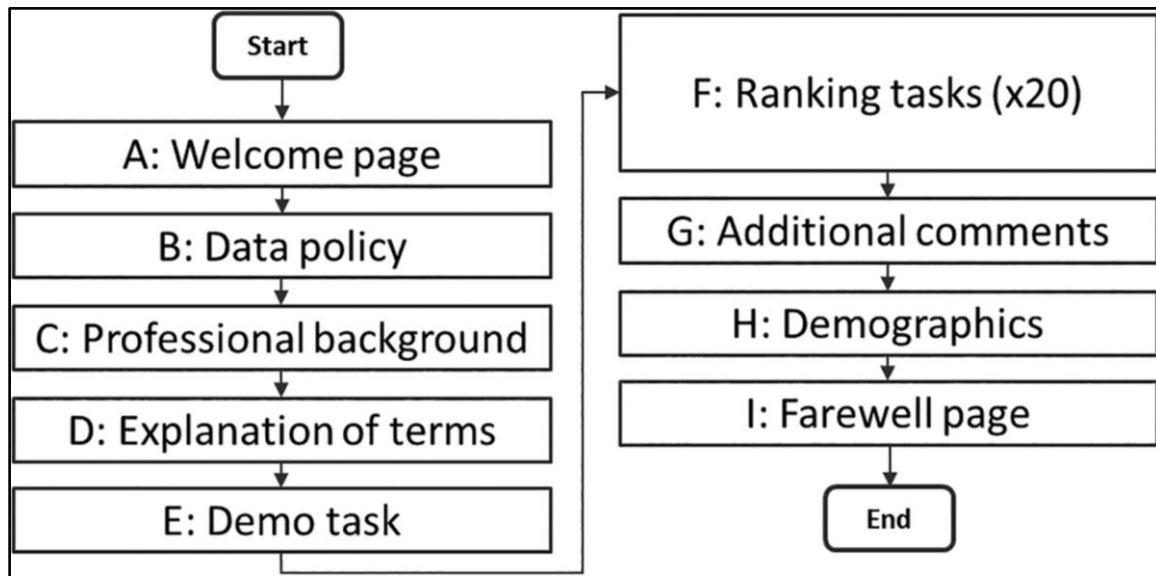 Start
A: Welcome page
B: Data policy
C: Professional background
D: Explanation of terms
E: Demo task
F: Ranking tasks (x20)
G: Additional comments
H: Demographics
I: Farewell page
End